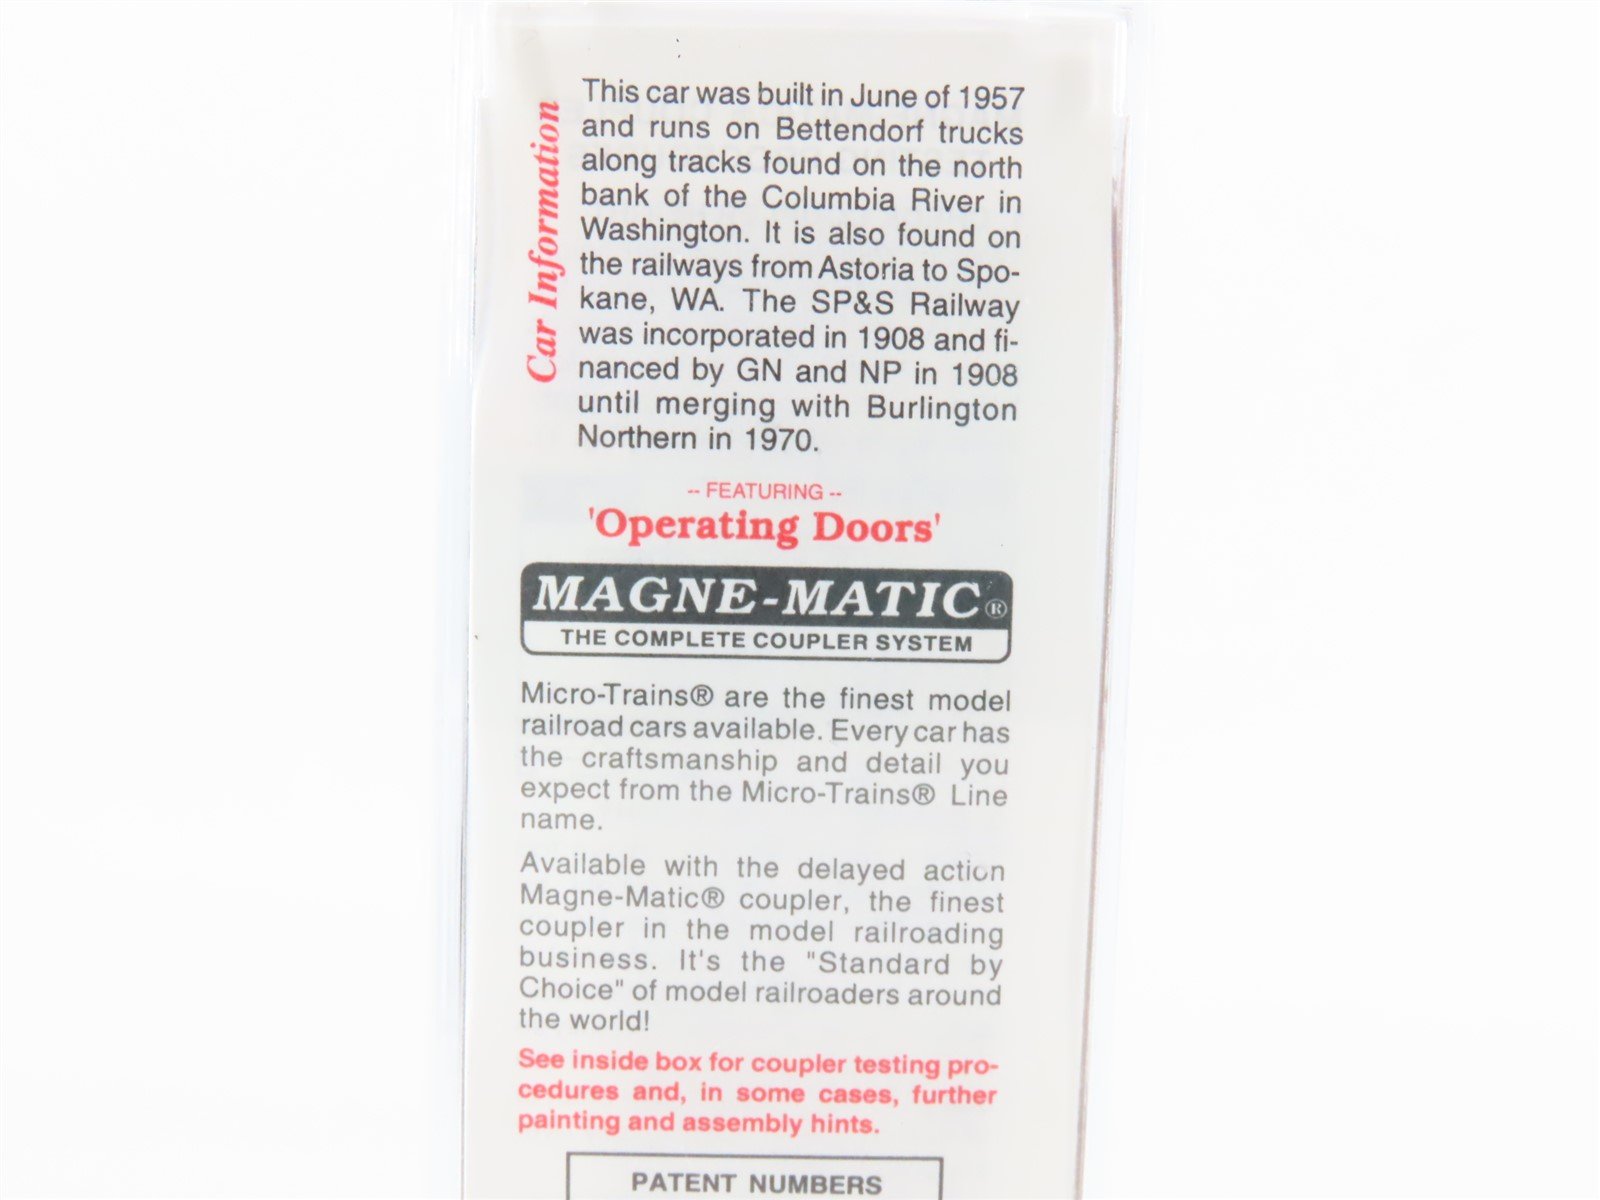 Car Information
This car was built in June of 1957
and runs on Bettendorf trucks
along tracks found on the north
bank of the Columbia River in
Washington. It is also found on
the railways from Astoria to Spo-
kane, WA. The SP&S Railway
was incorporated in 1908 and fi-
nanced by GN and NP in 1908
until merging with Burlington
Northern in 1970.
-- FEATURING --
'Operating Doors'
MAGNE-MATIC®
THE COMPLETE COUPLER SYSTEM
Micro-Trains® are the finest model
railroad cars available. Every car has
the craftsmanship and detail you
expect from the Micro-Trains® Line
name.
Available with the delayed action
Magne-Matic® coupler, the finest
coupler in the model railroading
business. It's the "Standard by
Choice" of model railroaders around
the world!
See inside box for coupler testing pro-
cedures and, in some cases, further
painting and assembly hints.
PATENT NUMBERS